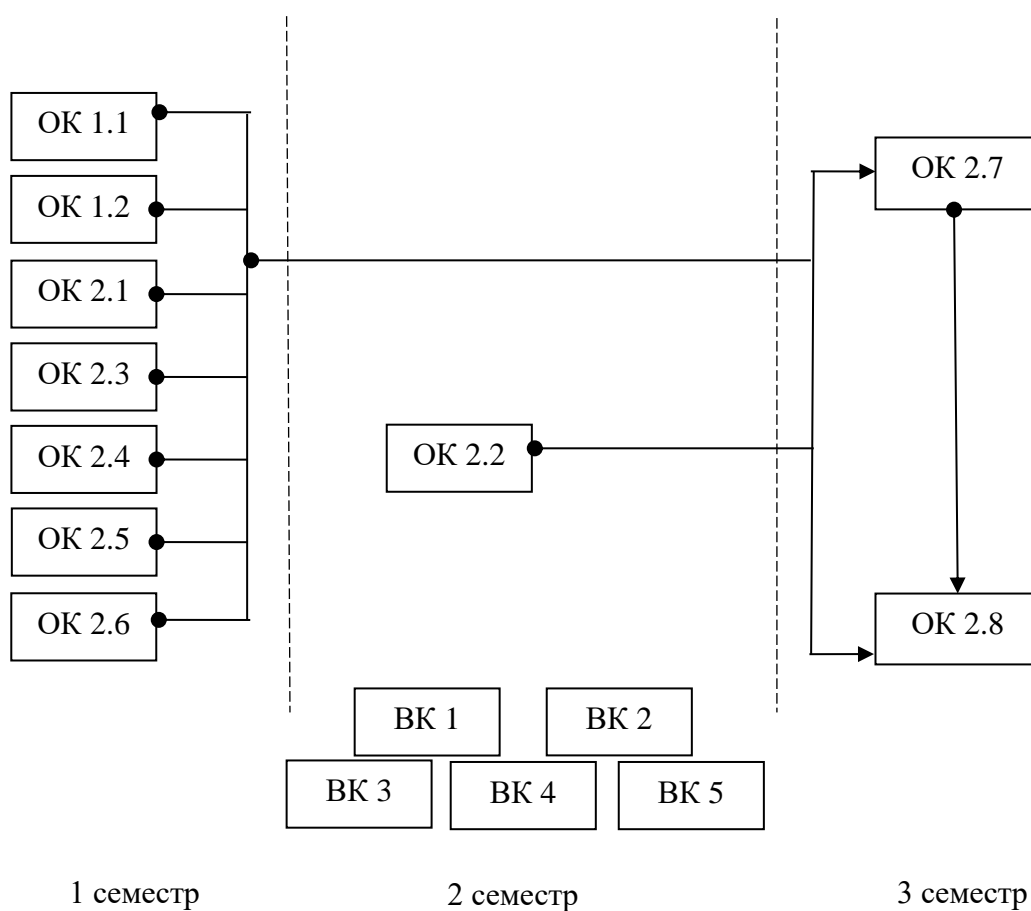 ОК 1.1
ОК 1.2
ОК 2.1
ОК 2.3
ОК 2.4
ОК 2.5
ОК 2.6
ОК 2.2
ОК 2.7
ОК 2.8
ВК 1
ВК 2
ВК 3
ВК 4
ВК 5
1 семестр
2 семестр
3 семестр